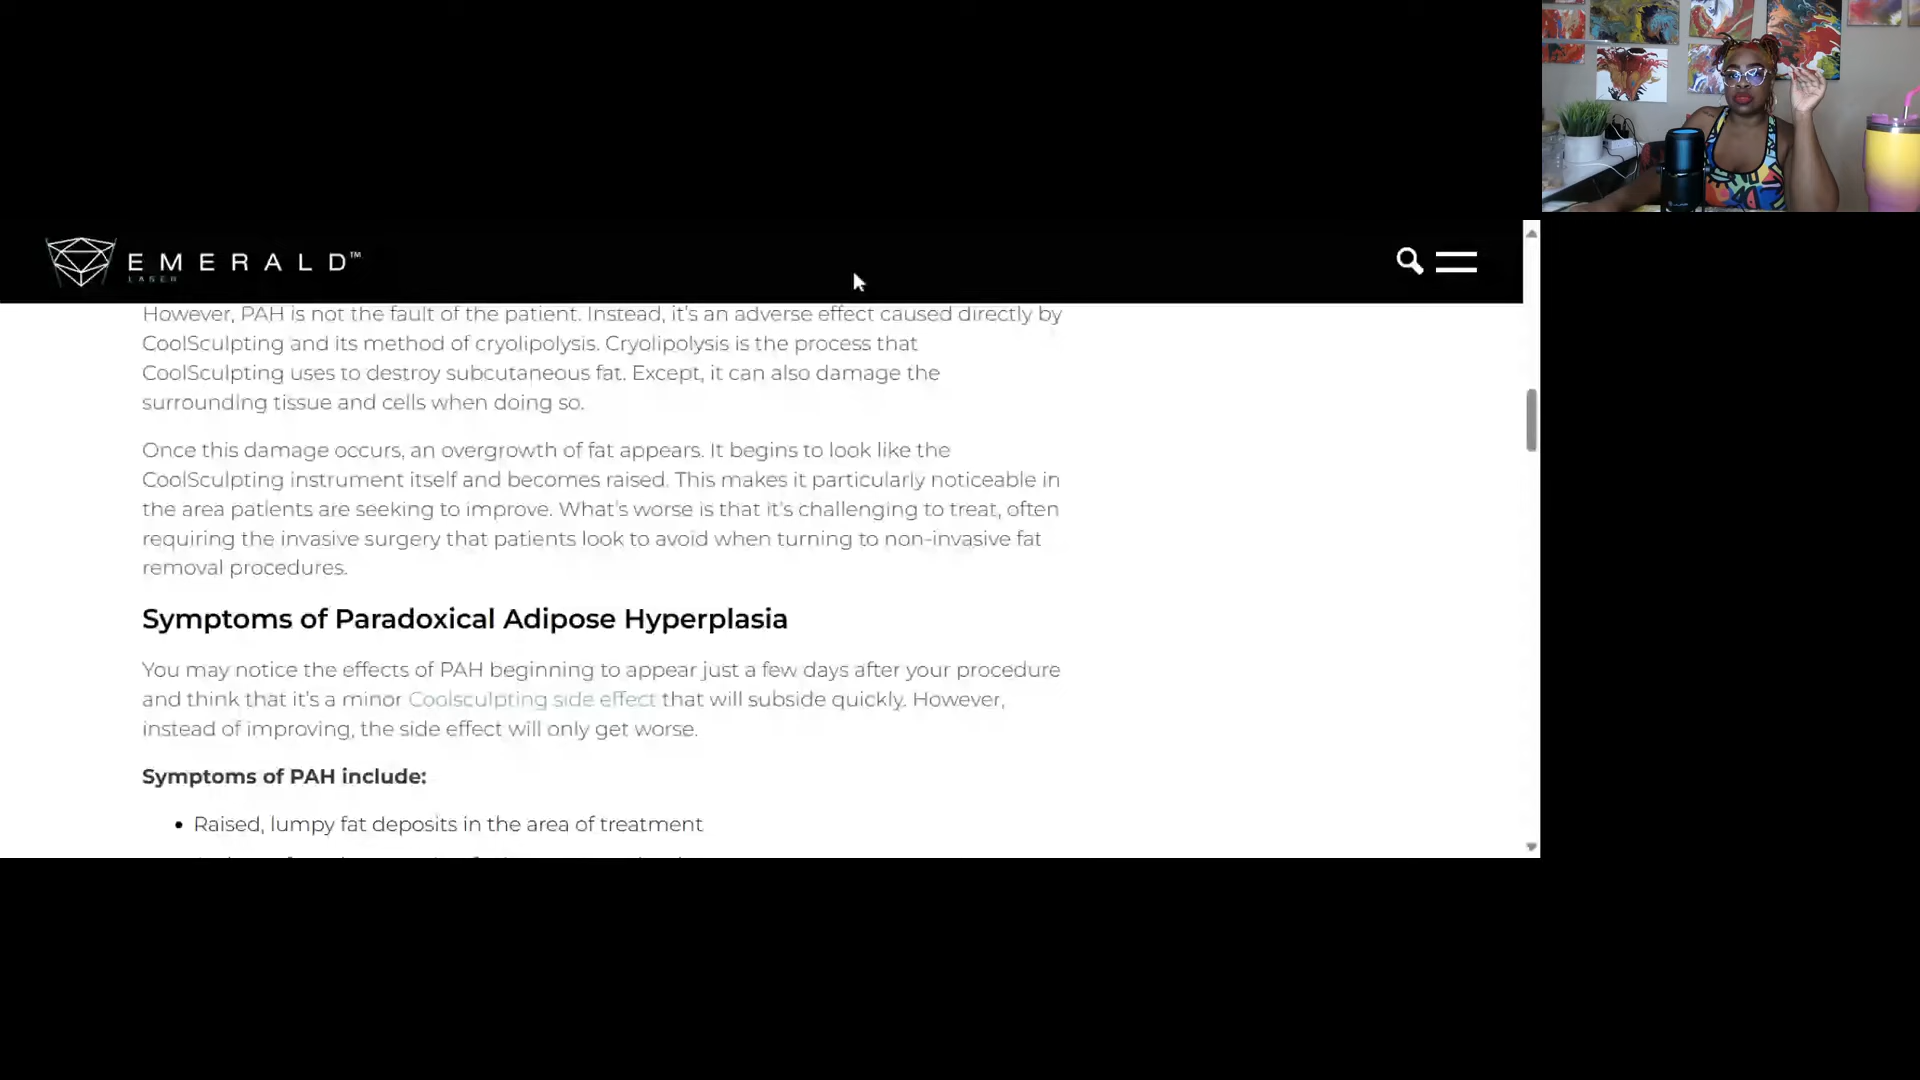 EMERALD™
LASER
However, PAH is not the fault of the patient. Instead, it's an adverse effect caused directly by
CoolSculpting and its method of cryolipolysis. Cryolipolysis is the process that
CoolSculpting uses to destroy subcutaneous fat. Except, it can also damage the
surrounding tissue and cells when doing so.
Once this damage occurs, an overgrowth of fat appears. It begins to look like the
CoolSculpting instrument itself and becomes raised. This makes it particularly noticeable in
the area patients are seeking to improve. What's worse is that it's challenging to treat, often
requiring the invasive surgery that patients look to avoid when turning to non-invasive fat
removal procedures.
Symptoms of Paradoxical Adipose Hyperplasia
You may notice the effects of PAH beginning to appear just a few days after your procedure
and think that it's a minor Coolsculpting side effect that will subside quickly. However,
instead of improving, the side effect will only get worse.
Symptoms of PAH include:
• Raised, lumpy fat deposits in the area of treatment